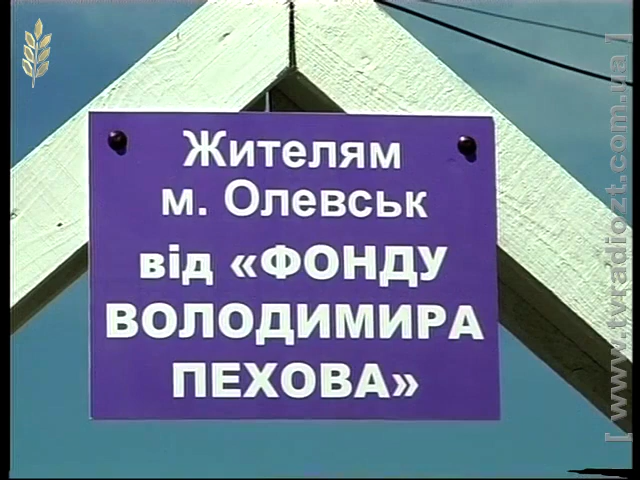 Жителям
м. Олевськ
від «ФОНДУ
ВОЛОДИМИРА
ПЕХОВА»
[ www.tvradiozt.com.ua ]